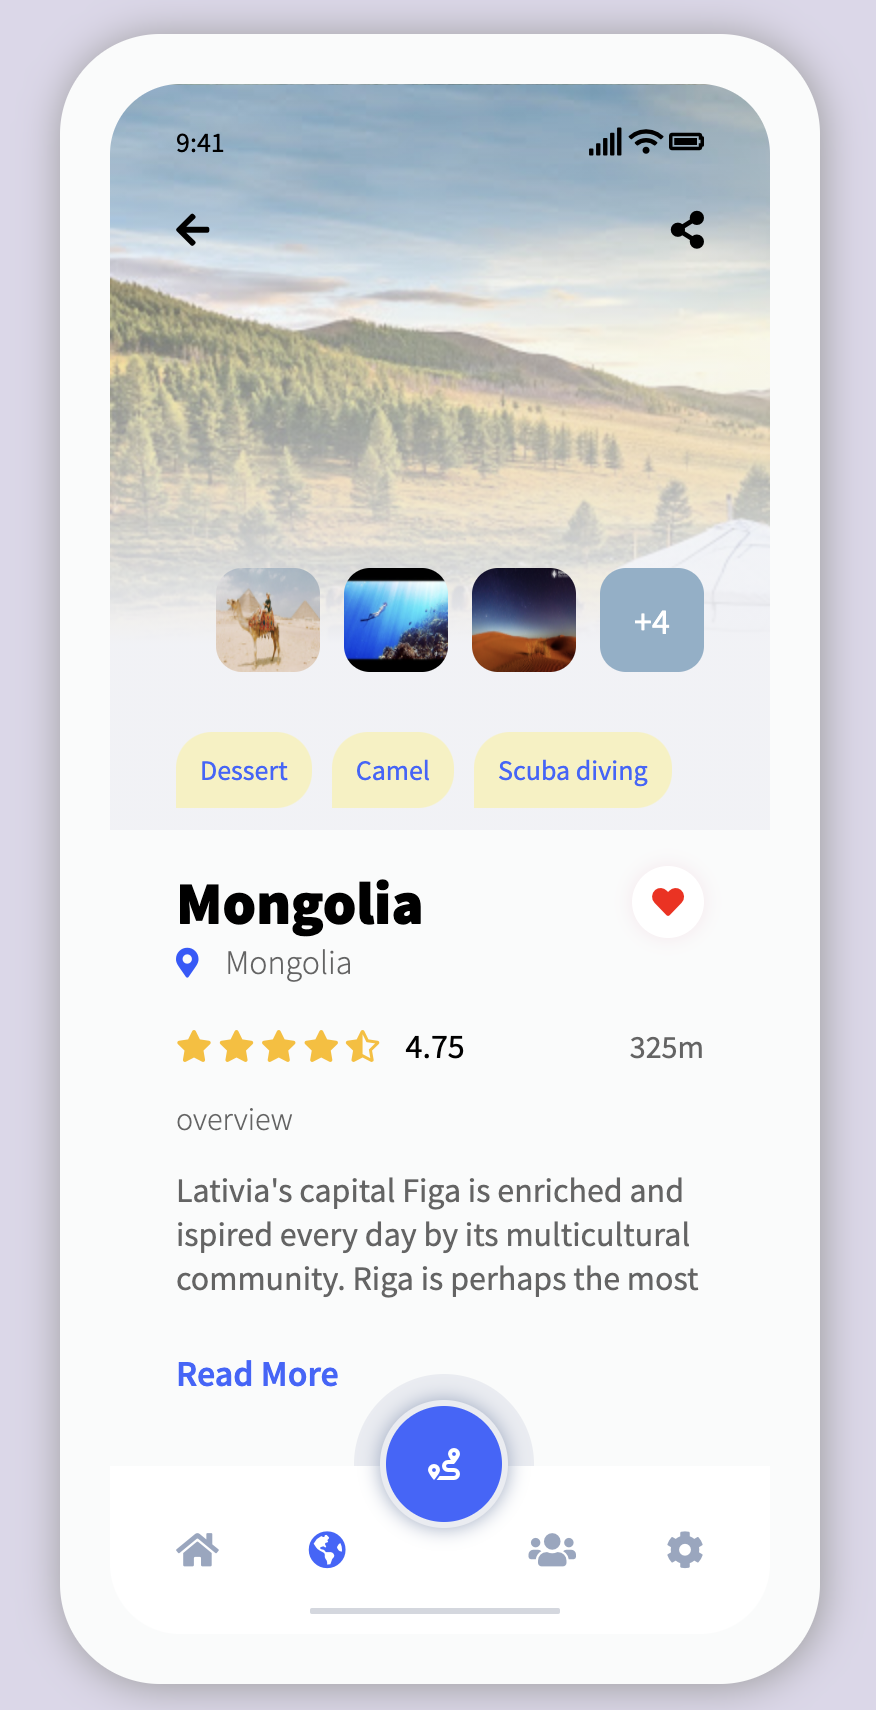 9:41
+4
Dessert Camel Scuba diving
Mongolia
Mongolia
4.75 325m
overview
Lativia's capital Figa is enriched and
ispired every day by its multicultural
community. Riga is perhaps the most
Read More